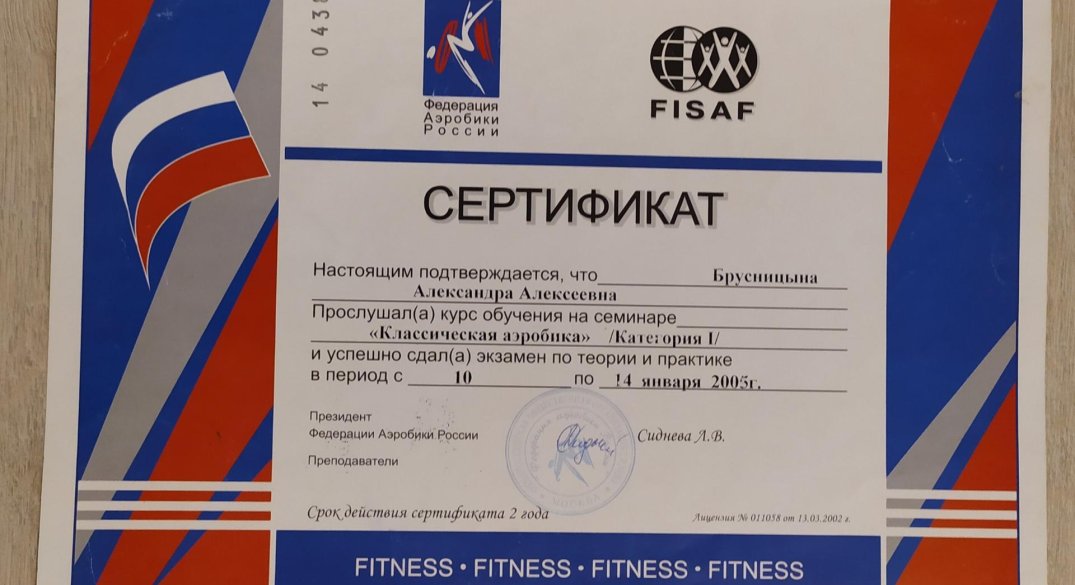 14 0438
Федерация
Аэробики
России
FISAF
СЕРТИФИКАТ
Настоящим подтверждается, что Брусницына
Александра Алексеевна
Прослушал(а) курс обучения на семинаре
«Классическая аэробика» /Категория I/
и успешно сдал(а) экзамен по теории и практике
в период с 10 по 14 января 2005г.
Президент
Федерации Аэробики России
Сиднева Л.В.
Преподаватели
МОСКВА
Срок действия сертификата 2 года
Лицензия № 011058 от 13.03.2002 г.
FITNESS • FITNESS • FITNESS • FITNESS